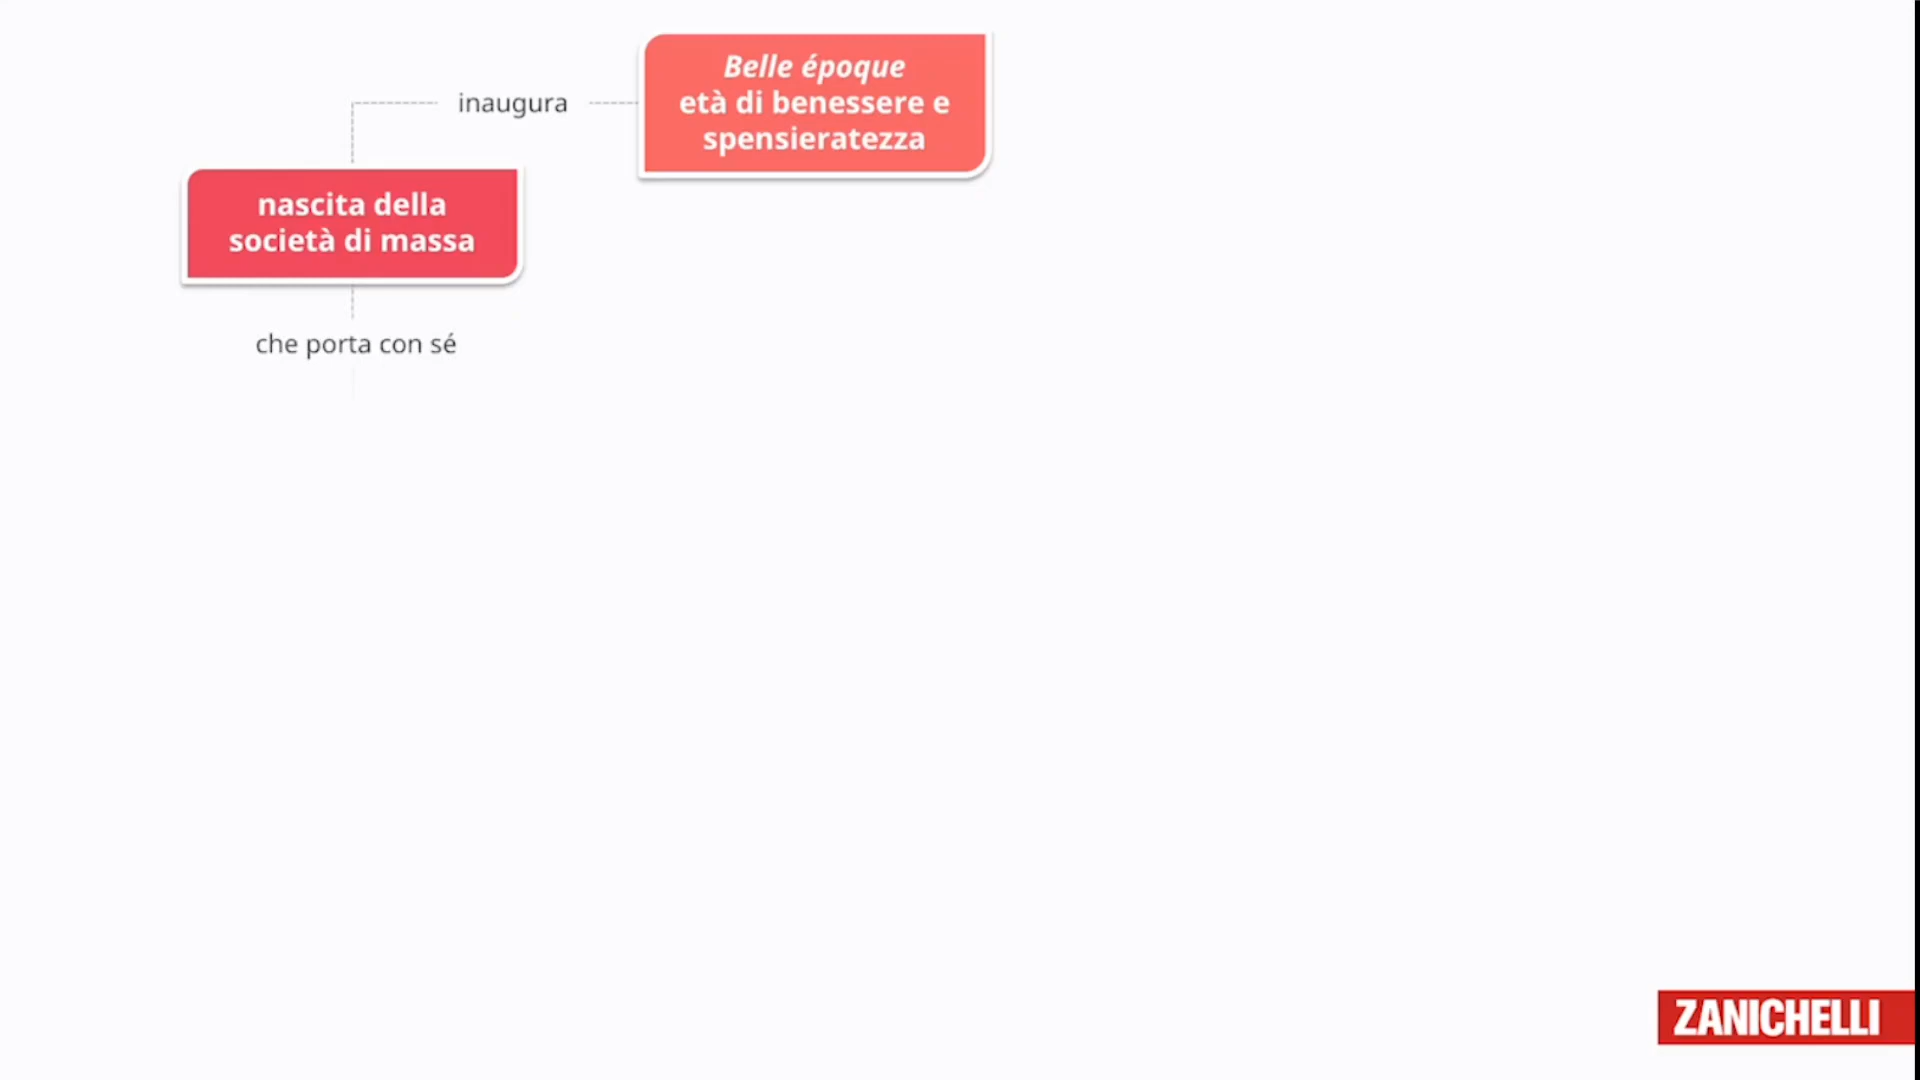 Belle époque
età di benessere e
spensieratezza
inaugura
nascita della
società di massa
che porta con sé
ZANICHELLI